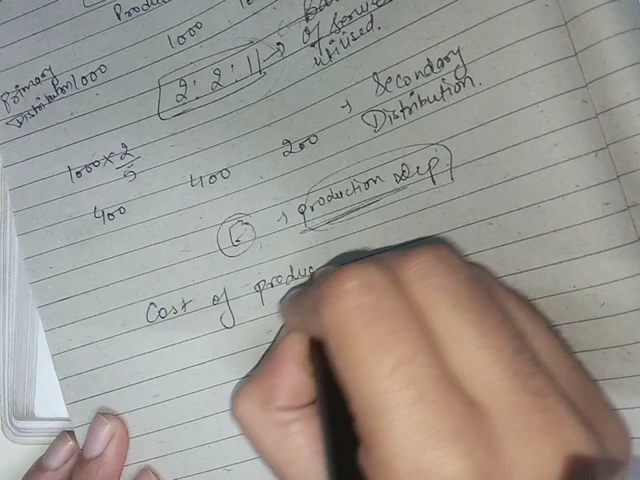 Produc 1000
Primary
Distribution 1000
2:2:1
of Services
utilised.
1000 × 2/5
400 400 200 → Secondary
Distribution.
→ production dep
Cost of produc